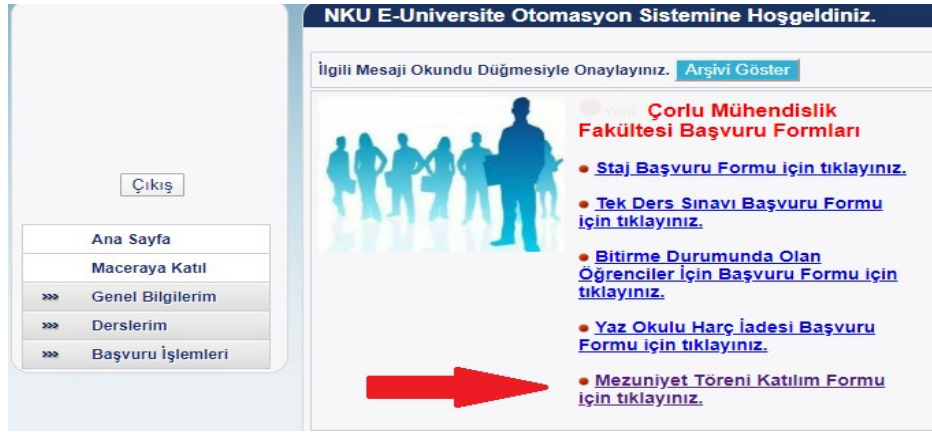 NKU E-Universite Otomasyon Sistemine Hoşgeldiniz.
İlgili Mesaji Okundu Düğmesiyle Onaylayınız. Arşivi Göster
Yeni Çorlu Mühendislik
Fakültesi Başvuru Formları
Staj Başvuru Formu için tıklayınız.
Tek Ders Sınavı Başvuru Formu
için tıklayınız.
Bitirme Durumunda Olan
Öğrenciler İçin Başvuru Formu için
tıklayınız.
Yaz Okulu Harç İadesi Başvuru
Formu için tıklayınız.
Mezuniyet Töreni Katılım Formu
için tıklayınız.
Çıkış
Ana Sayfa
Maceraya Katıl
Genel Bilgilerim
Derslerim
Başvuru İşlemleri